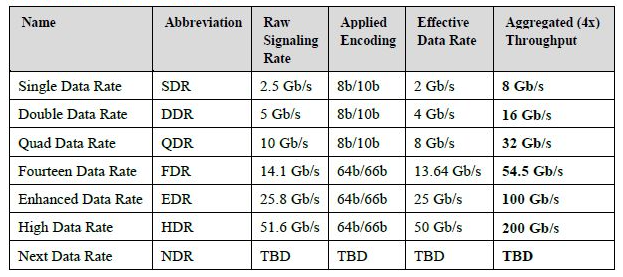 Name Abbreviation Raw Signaling Rate Applied Encoding Effective Data Rate Aggregated (4x) Throughput
Single Data Rate SDR 2.5 Gb/s 8b/10b 2 Gb/s 8 Gb/s
Double Data Rate DDR 5 Gb/s 8b/10b 4 Gb/s 16 Gb/s
Quad Data Rate QDR 10 Gb/s 8b/10b 8 Gb/s 32 Gb/s
Fourteen Data Rate FDR 14.1 Gb/s 64b/66b 13.64 Gb/s 54.5 Gb/s
Enhanced Data Rate EDR 25.8 Gb/s 64b/66b 25 Gb/s 100 Gb/s
High Data Rate HDR 51.6 Gb/s 64b/66b 50 Gb/s 200 Gb/s
Next Data Rate NDR TBD TBD TBD TBD